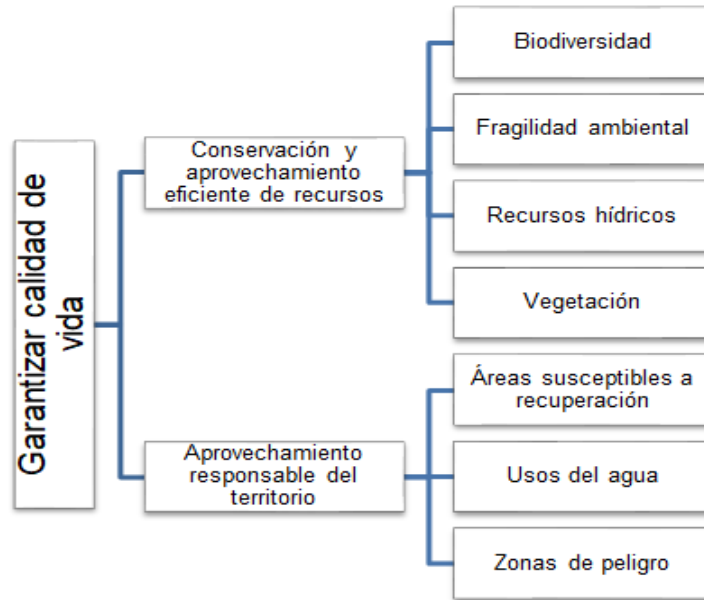 Garantizar calidad de
vida
Conservación y
aprovechamiento
eficiente de recursos
Biodiversidad
Fragilidad ambiental
Recursos hídricos
Vegetación
Aprovechamiento
responsable del
territorio
Áreas susceptibles a
recuperación
Usos del agua
Zonas de peligro